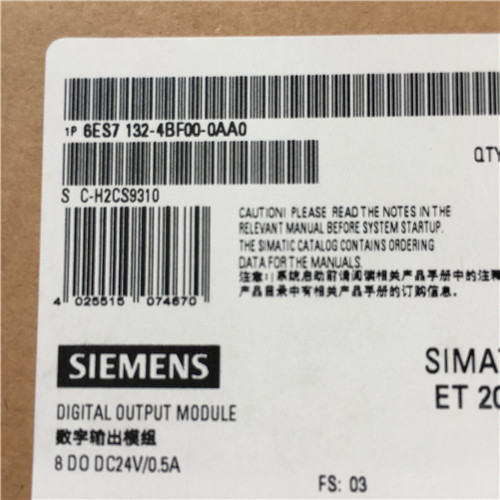 1P 6ES7 132-4BF00-0AA0
QTY
S C-H2CS9310
CAUTION! PLEASE READ THE NOTES IN THE
RELEVANT MANUAL BEFORE SYSTEM STARTUP.
THE SIMATIC CATALOG CONTAINS ORDERING
DATA FOR THE MANUALS.
注意:系统启动前请阅读相关产品手册中的注释
产品目录中有相关产品手册的订购信息。
4 025515 074670
SIEMENS
SIMAT
ET 20
DIGITAL OUTPUT MODULE
数字输出模组
8 DO DC24V/0.5A
FS: 03